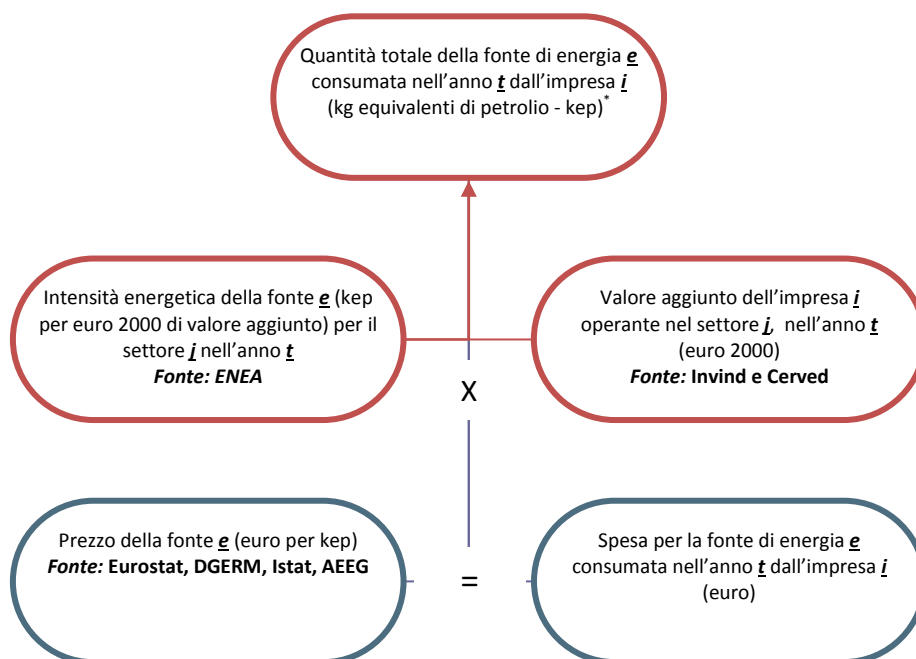 Quantità totale della fonte di energia e
consumata nell'anno t dall'impresa i
(kg equivalenti di petrolio - kep)*
Intensità energetica della fonte e (kep
per euro 2000 di valore aggiunto) per il
settore j nell'anno t
Fonte: ENEA
Valore aggiunto dell'impresa i
operante nel settore j, nell'anno t
(euro 2000)
Fonte: Invind e Cerved
X
Prezzo della fonte e (euro per kep)
Fonte: Eurostat, DGERM, Istat, AEEG
=
Spesa per la fonte di energia e
consumata nell'anno t dall'impresa i
(euro)